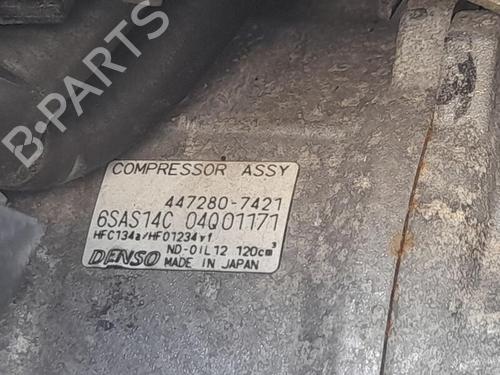 B-PARTS
COMPRESSOR ASSY
447280-7421
6SAS14C 04Q01171
HFC134a/HFO1234yf
ND-OIL12 120cm³
DENSO MADE IN JAPAN